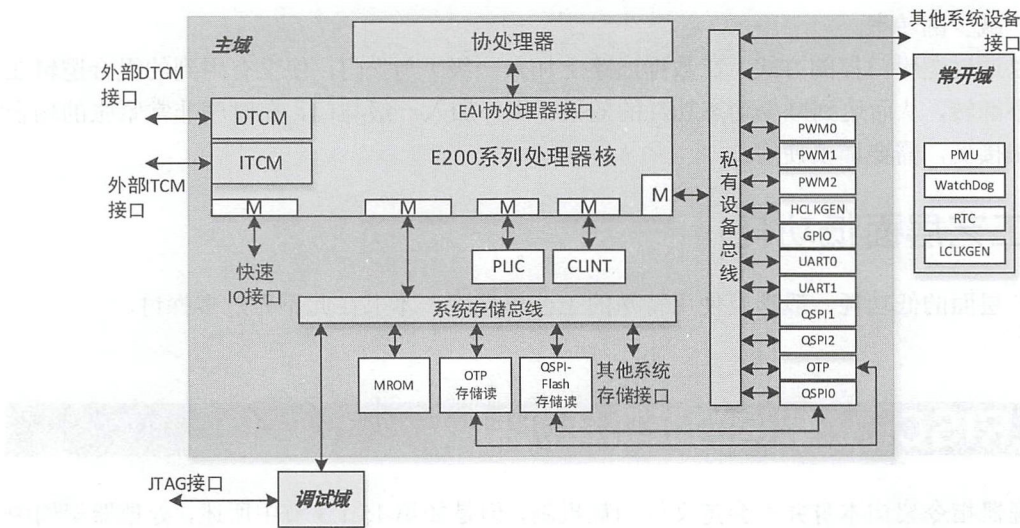 主域
协处理器
其他系统设备
接口
外部DTCM
接口
DTCM
EAI协处理器接口
ITCM
E200系列处理器核
外部ITCM
接口
M
M
M
M
M
快速
IO接口
PLIC
CLINT
系统存储总线
MROM
OTP
存储读
QSPI-
Flash
存储读
其他系统
存储接口
私有设备总线
PWM0
PWM1
PWM2
HCLKGEN
GPIO
UART0
UART1
QSPI1
QSPI2
OTP
QSPI0
常开域
PMU
WatchDog
RTC
LCLKGEN
JTAG接口
调试域